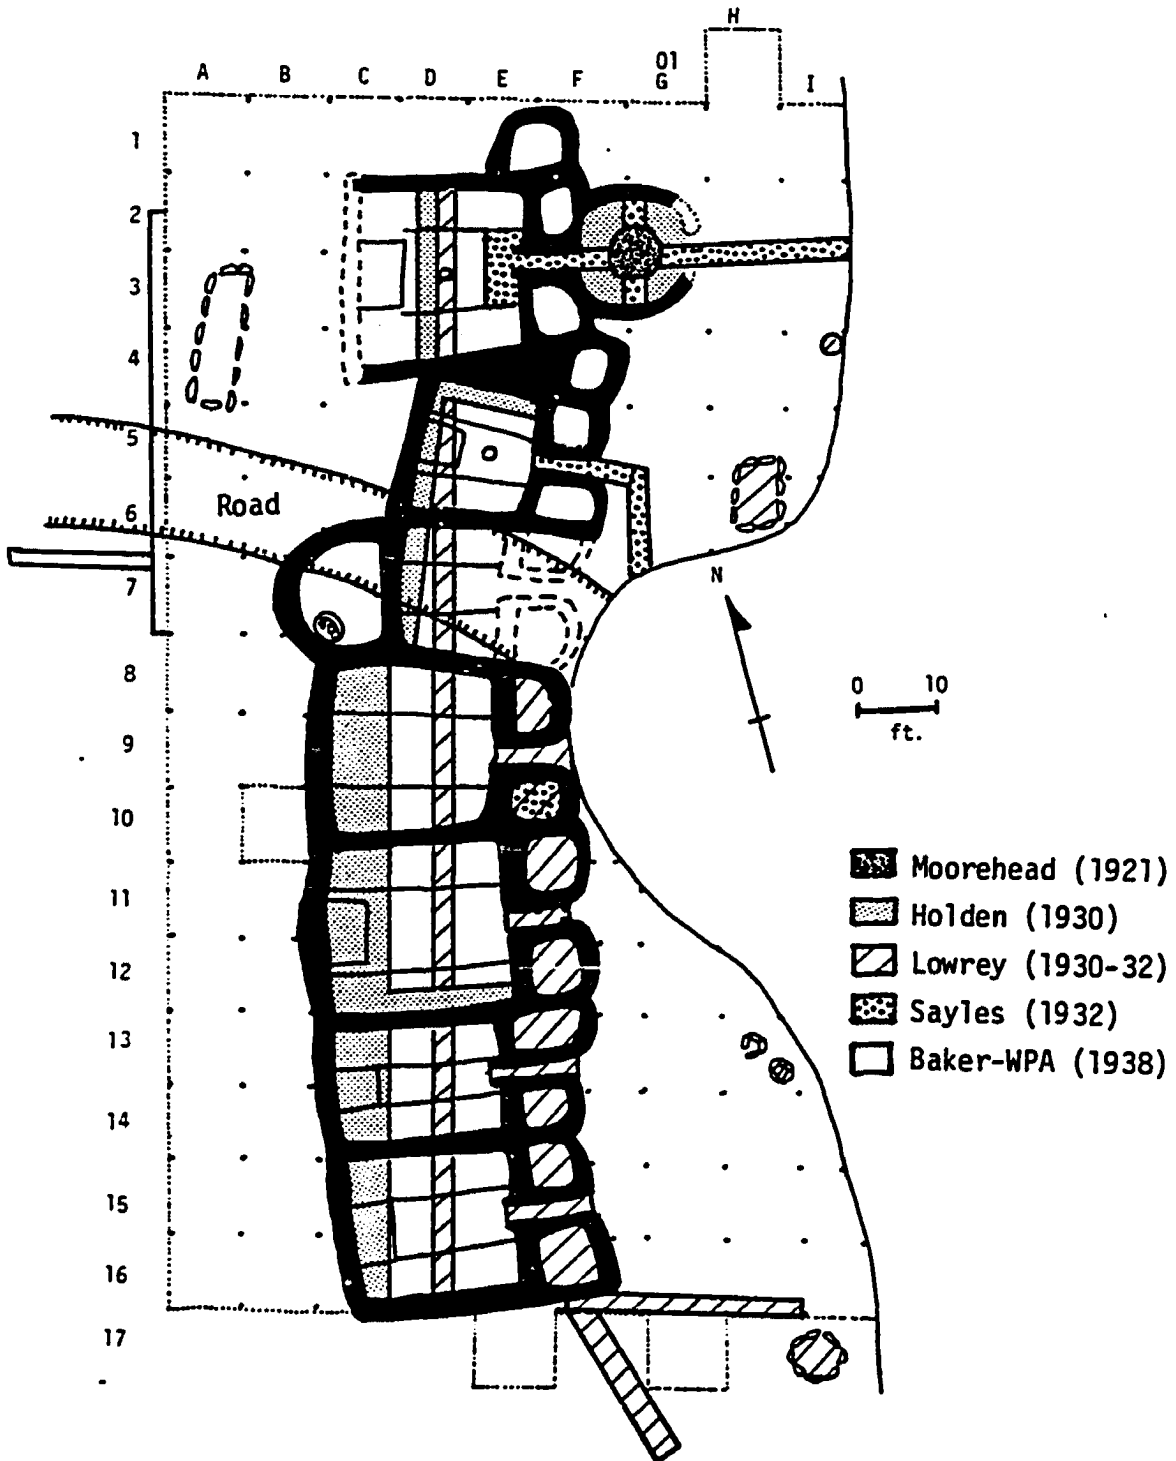 H
A B C D E F 01 G I
1
2
3
4
5
6
7
8
9
10
11
12
13
14
15
16
17
Road
N
0 10
ft.
Moorehead (1921)
Holden (1930)
Lowrey (1930-32)
Sayles (1932)
Baker-WPA (1938)